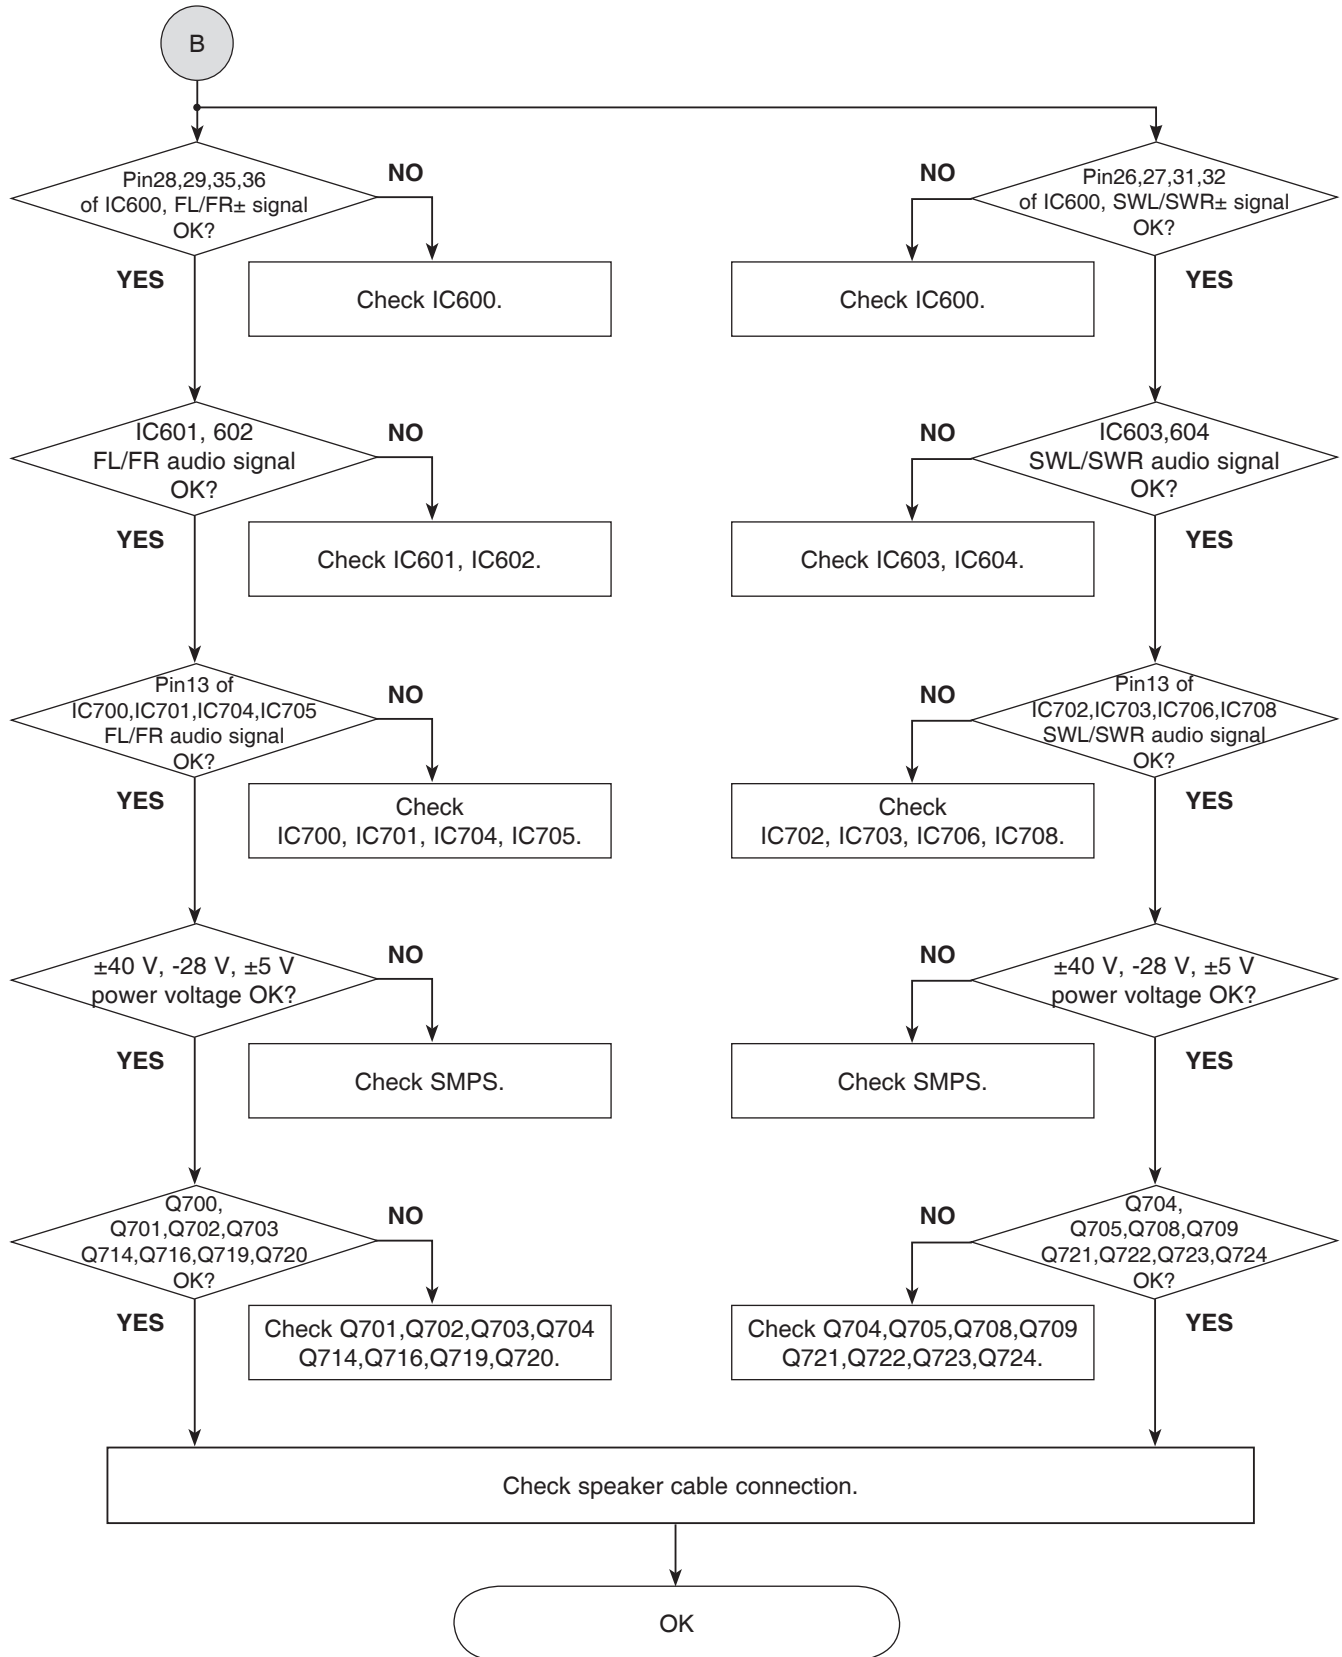 B
Pin28,29,35,36
of IC600, FL/FR± signal
OK?
NO
YES
Check IC600.
IC601, 602
FL/FR audio signal
OK?
NO
YES
Check IC601, IC602.
Pin13 of
IC700,IC701,IC704,IC705
FL/FR audio signal
OK?
NO
YES
Check
IC700, IC701, IC704, IC705.
±40 V, -28 V, ±5 V
power voltage OK?
NO
YES
Check SMPS.
Q700,
Q701,Q702,Q703
Q714,Q716,Q719,Q720
OK?
NO
YES
Check Q701,Q702,Q703,Q704
Q714,Q716,Q719,Q720.
Pin26,27,31,32
of IC600, SWL/SWR± signal
OK?
NO
YES
Check IC600.
IC603,604
SWL/SWR audio signal
OK?
NO
YES
Check IC603, IC604.
Pin13 of
IC702,IC703,IC706,IC708
SWL/SWR audio signal
OK?
NO
YES
Check
IC702, IC703, IC706, IC708.
±40 V, -28 V, ±5 V
power voltage OK?
NO
YES
Check SMPS.
Q704,
Q705,Q708,Q709
Q721,Q722,Q723,Q724
OK?
NO
YES
Check Q704,Q705,Q708,Q709
Q721,Q722,Q723,Q724.
Check speaker cable connection.
OK